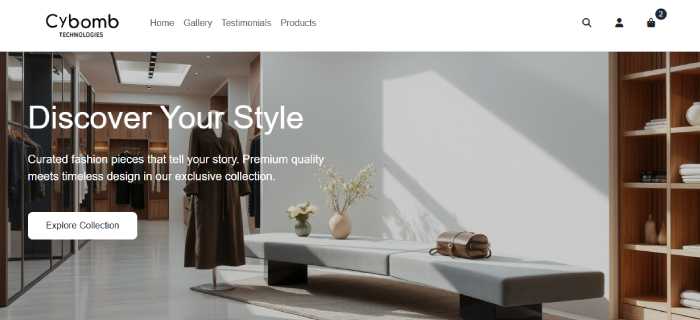 Cybomb
TECHNOLOGIES
Home Gallery Testimonials Products
2
Discover Your Style
Curated fashion pieces that tell your story. Premium quality
meets timeless design in our exclusive collection.
Explore Collection